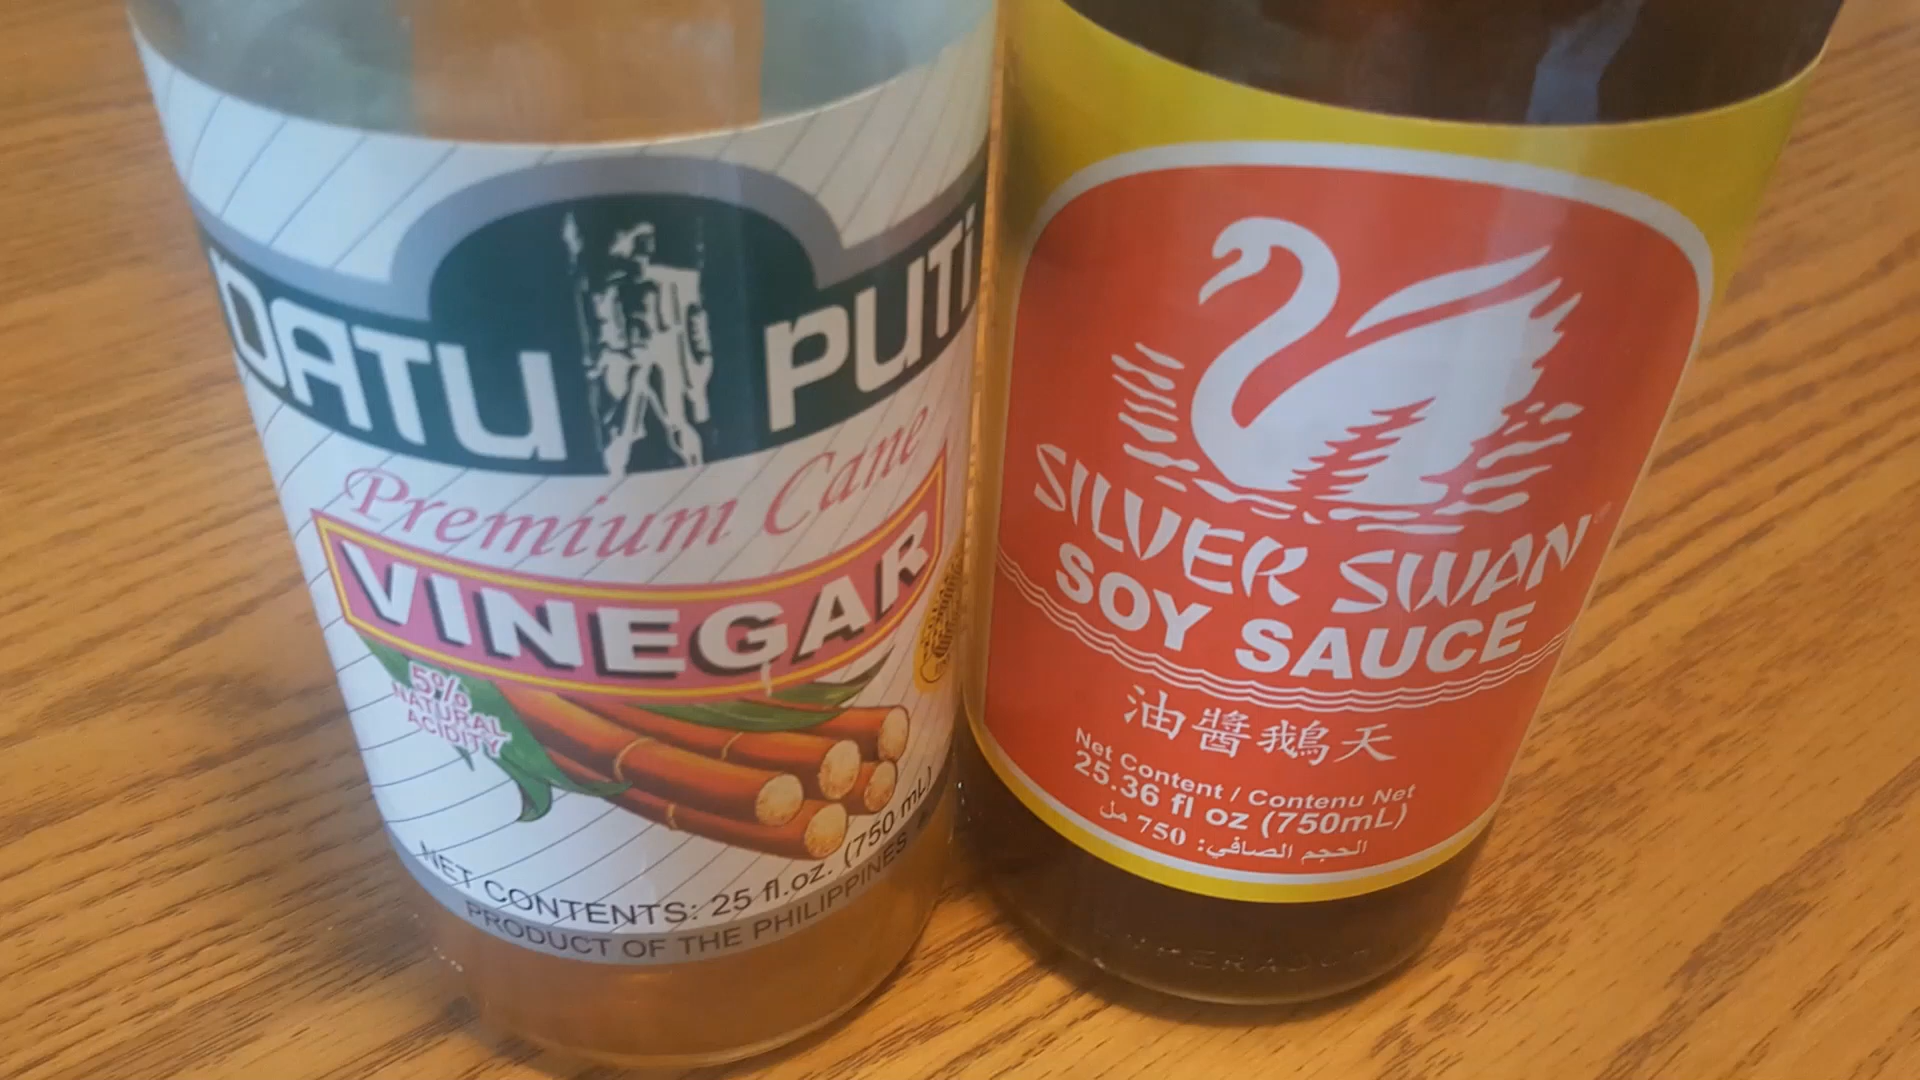 DATU PUTi
Premium Cane
VINEGAR
5%
NATURAL
ACIDITY
NET CONTENTS: 25 fl.oz. (750 mL)
PRODUCT OF THE PHILIPPINES
SILVER SWAN
SOY SAUCE
油醬鵝天
Net Content / Contenu Net
25.36 fl oz (750mL)
الحجم الصافي: 750 مل